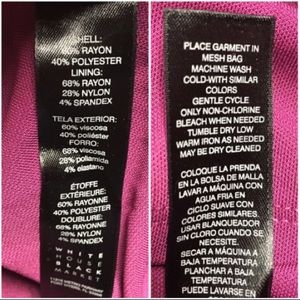 SHELL:
60% RAYON
40% POLYESTER
LINING:
68% RAYON
28% NYLON
4% SPANDEX
TELA EXTERIOR:
60% viscosa
40% poliéster
FORRO:
68% viscosa
28% poliamida
4% elastano
ÉTOFFE
EXTÉRIEURE:
60% RAYONNE
40% POLYESTER
DOUBLURE:
68% RAYONNE
28% NYLON
4% SPANDEX
WHITE
HOUSE
BLACK
MARKET
PLACE GARMENT IN
MESH BAG
MACHINE WASH
COLD-WITH SIMILAR
COLORS
GENTLE CYCLE
ONLY NON-CHLORINE
BLEACH WHEN NEEDED
TUMBLE DRY LOW
WARM IRON AS NEEDED
MAY BE DRY CLEANED
COLOQUE LA PRENDA
EN LA BOLSA DE MALLA
LAVAR A MÁQUINA CON
AGUA FRÍA EN
CICLO SUAVE CON
COLORES SIMILARES.
USAR BLANQUEADOR
SIN CLORO CUANDO SE
NECESITE.
SECAR A MÁQUINA A
BAJA TEMPERATURA
PLANCHAR A BAJA
TEMPERATURA
PUEDE LAVARSE EN